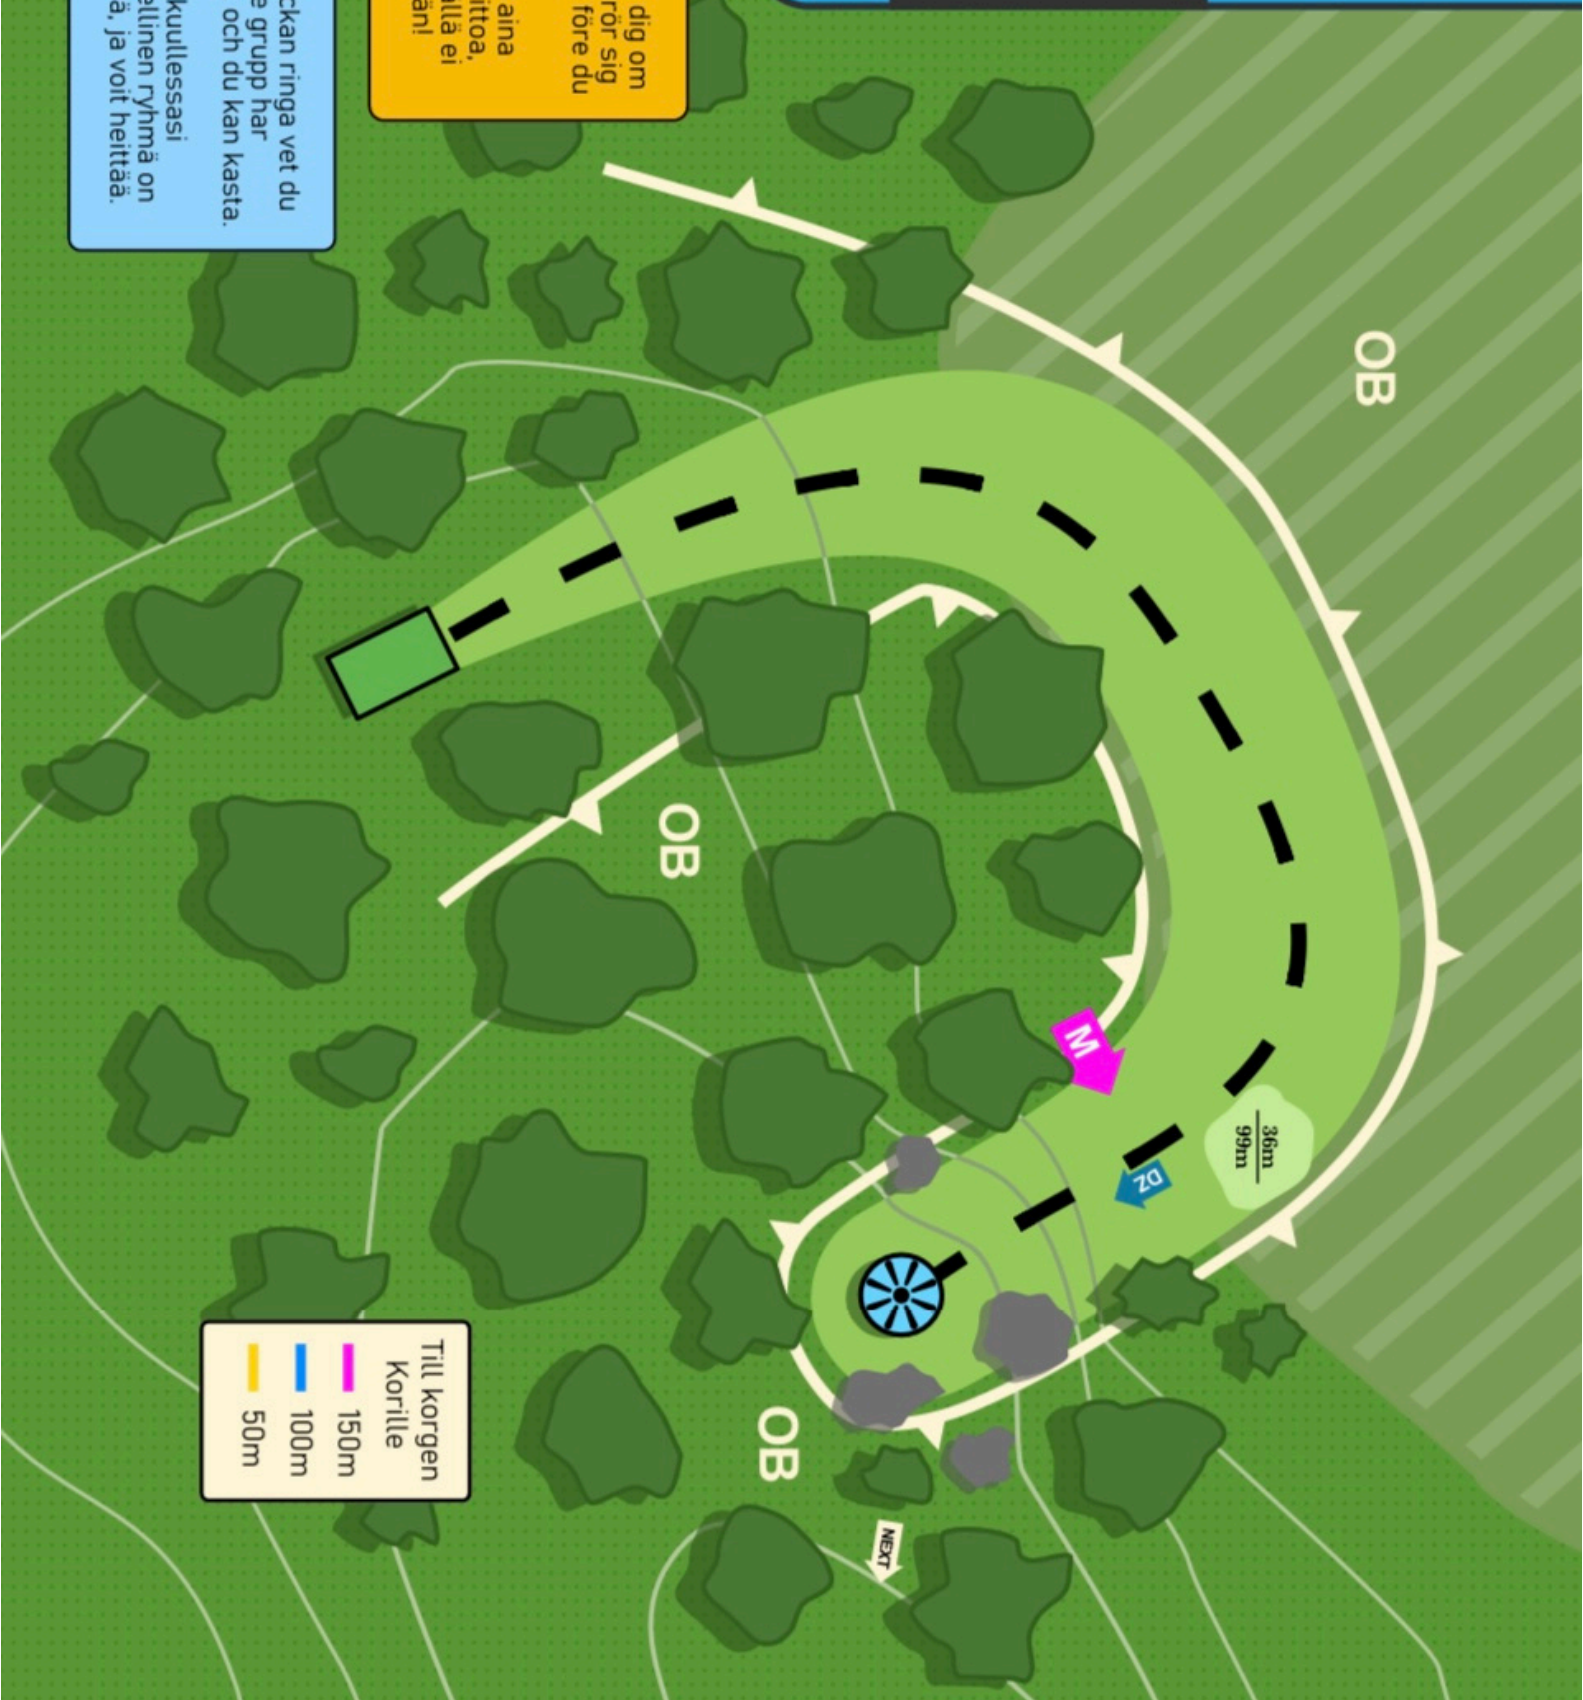 OB
dig om
rör sig
före du
aina
ittoa,
ällä ei
än!
ckan ringa vet du
e grupp har
och du kan kasta.
kuullessasi
ellinen ryhmä on
ä, ja voit heittää.
OB
M
36m
99m
DZ
OB
NEXT
Till korgen
Korille
150m
100m
50m